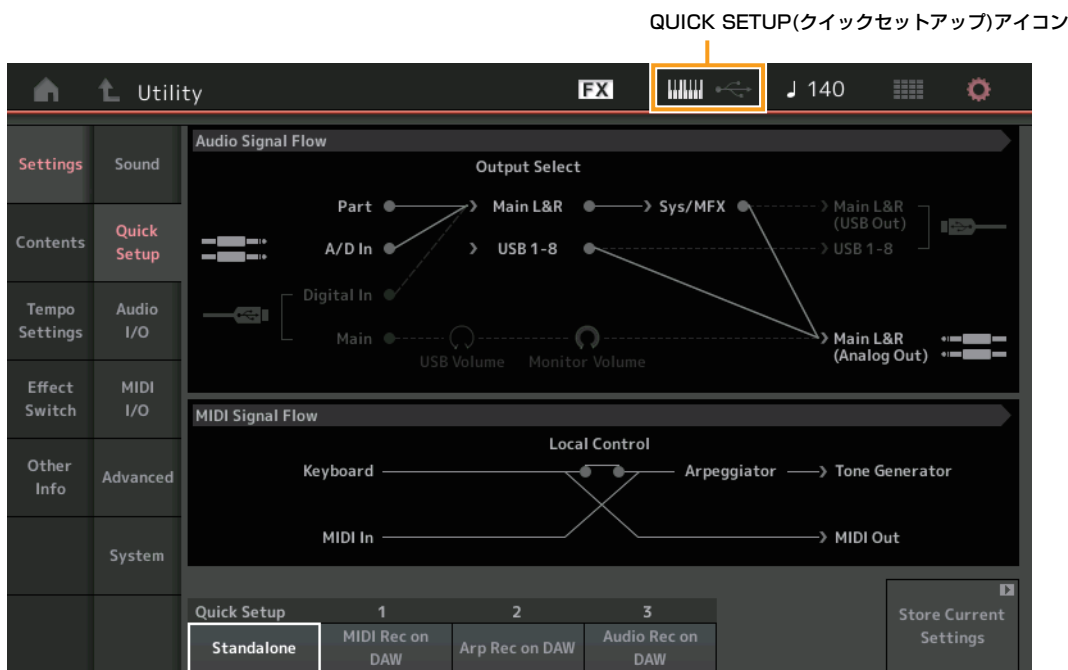 QUICK SETUP(クイックセットアップ)アイコン
Utility
FX
140
Settings
Sound
Contents
Quick
Setup
Tempo
Settings
Audio
I/O
Effect
Switch
MIDI
I/O
Other
Info
Advanced
System
Audio Signal Flow
Output Select
Part
Main L&R
Sys/MFX
Main L&R
(USB Out)
A/D In
USB 1-8
USB 1-8
Digital In
Main
USB Volume
Monitor Volume
Main L&R
(Analog Out)
MIDI Signal Flow
Local Control
Keyboard
Arpeggiator
Tone Generator
MIDI In
MIDI Out
Quick Setup
1
2
3
Standalone
MIDI Rec on
DAW
Arp Rec on DAW
Audio Rec on
DAW
Store Current
Settings